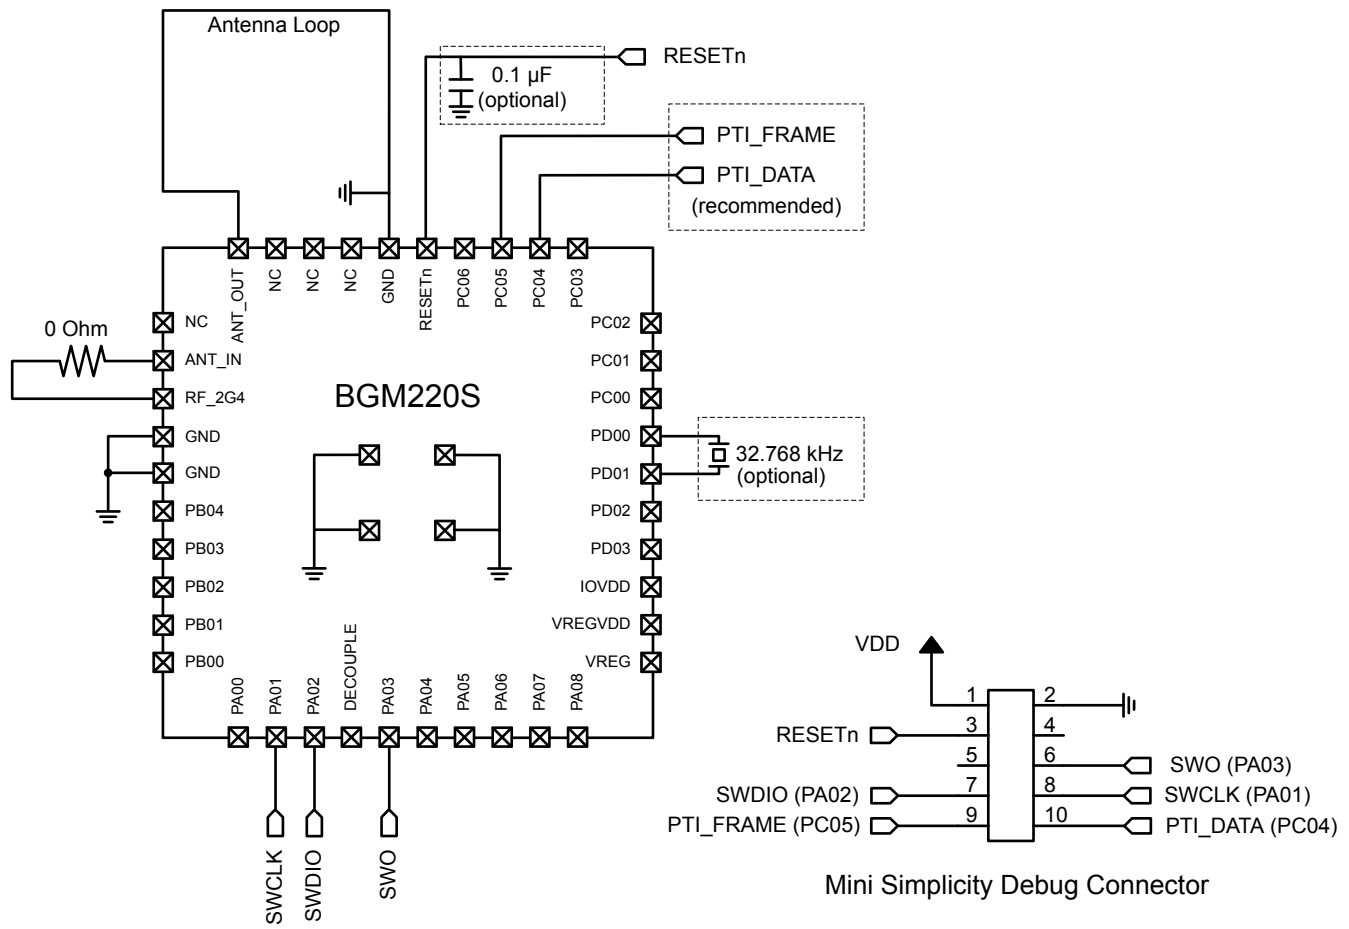 Antenna Loop
RESETn
0.1 µF
(optional)
PTI_FRAME
PTI_DATA
(recommended)
ANT_OUT
NC
NC
NC
GND
RESETn
PC06
PC05
PC04
PC03
0 Ohm
NC
ANT_IN
RF_2G4
GND
GND
PB04
PB03
PB02
PB01
PB00
BGM220S
PC02
PC01
PC00
PD00
PD01
PD02
PD03
IOVDD
VREGVDD
VREG
32.768 kHz
(optional)
PA00
PA01
PA02
DECOUPLE
PA03
PA04
PA05
PA06
PA07
PA08
SWCLK
SWDIO
SWO
VDD
1 2
RESETn 3 4
5 6 SWO (PA03)
SWDIO (PA02) 7 8 SWCLK (PA01)
PTI_FRAME (PC05) 9 10 PTI_DATA (PC04)
Mini Simplicity Debug Connector